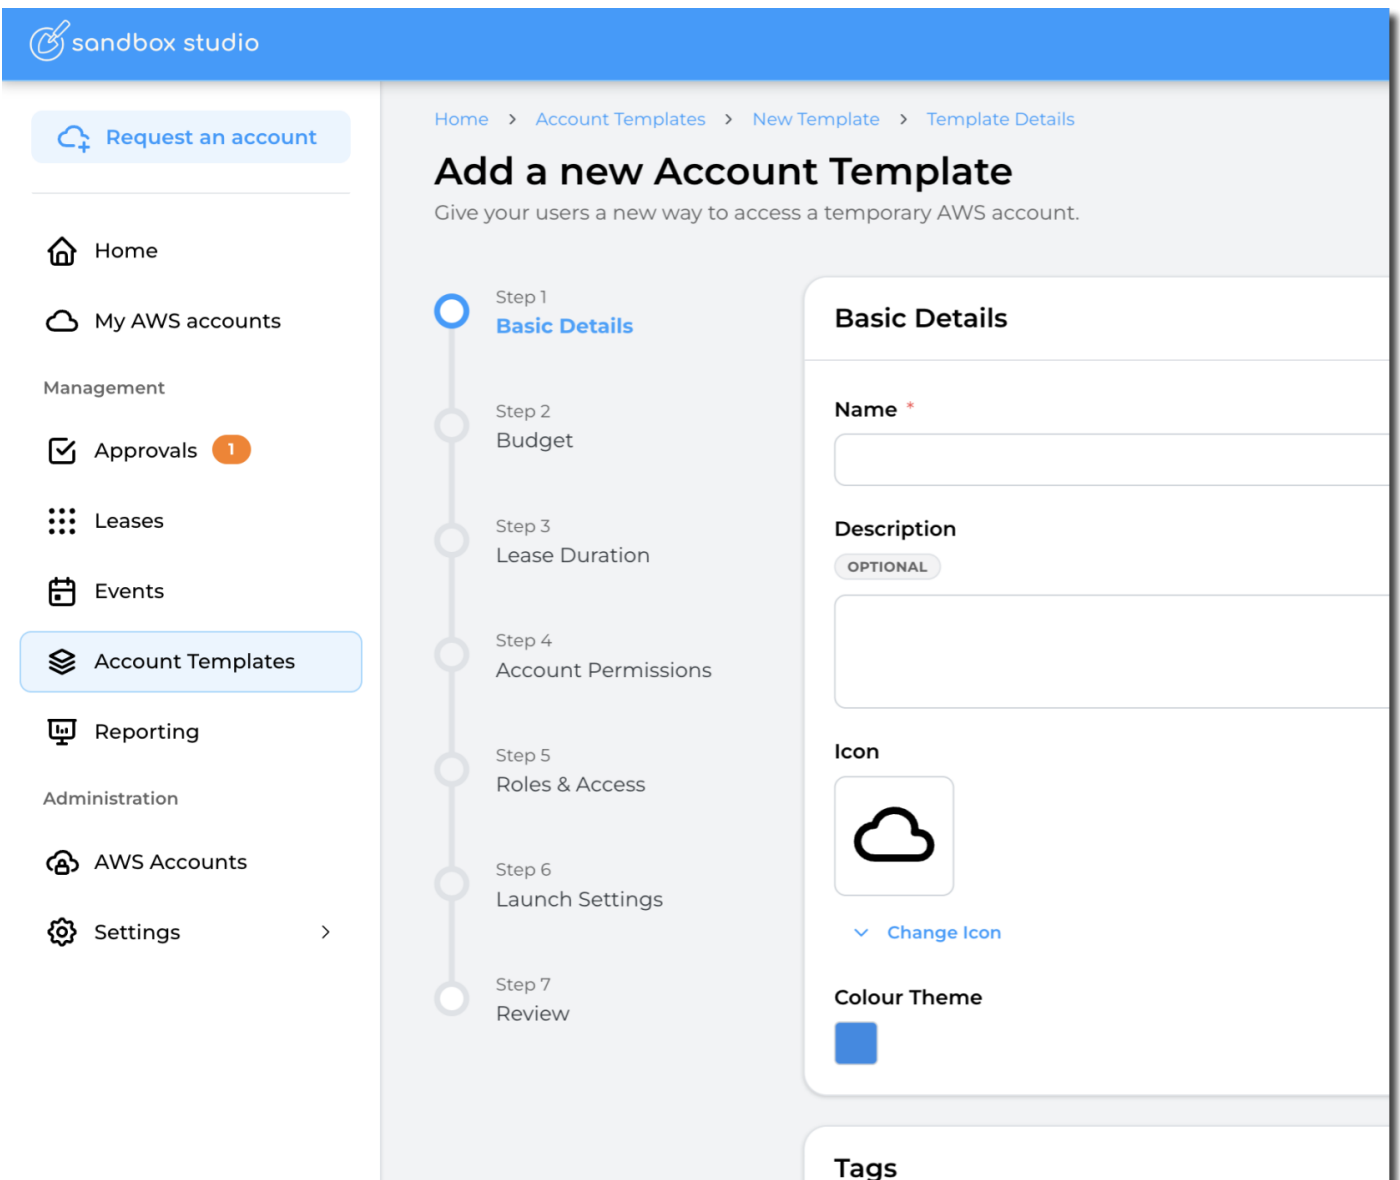 sandbox studio
Request an account
Home
My AWS accounts
Management
Approvals 1
Leases
Events
Account Templates
Reporting
Administration
AWS Accounts
Settings
Home > Account Templates > New Template > Template Details
Add a new Account Template
Give your users a new way to access a temporary AWS account.
Step 1
Basic Details
Step 2
Budget
Step 3
Lease Duration
Step 4
Account Permissions
Step 5
Roles & Access
Step 6
Launch Settings
Step 7
Review
Basic Details
Name *
Description
OPTIONAL
Icon
Change Icon
Colour Theme
Tags